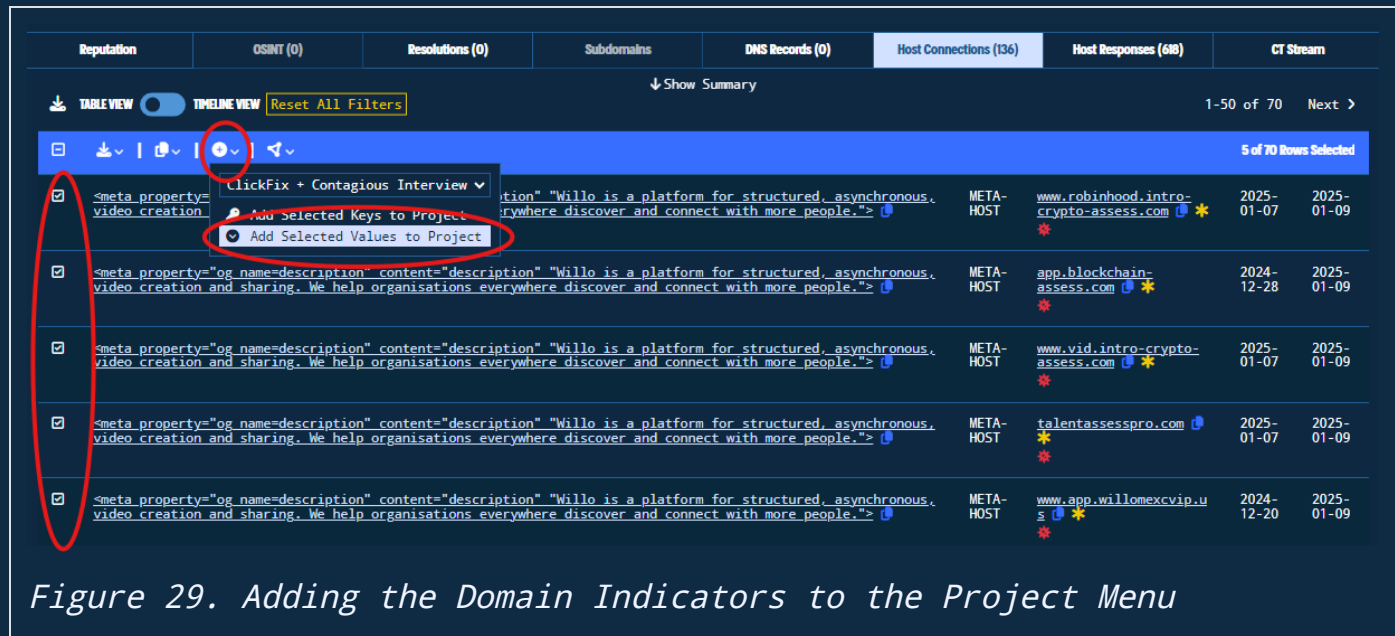 Reputation OSINT (0) Resolutions (0) Subdomains DNS Records (0) Host Connections (136) Host Responses (618) CT Stream
↓Show Summary
TABLE VIEW TIMELINE VIEW Reset All Filters 1-50 of 70 Next >
5 of 70 Rows Selected
ClickFix + Contagious Interview
Add Selected Keys to Project
Add Selected Values to Project
<meta property= tion" "Willo is a platform for structured, asynchronous, META- www.robinhood.intro- 2025- 2025-
video creation rywhere discover and connect with more people."> HOST crypto-assess.com 01-07 01-09
<meta property="og name=description" content="description" "Willo is a platform for structured, asynchronous, META- app.blockchain- 2024- 2025-
video creation and sharing. We help organisations everywhere discover and connect with more people."> HOST assess.com 12-28 01-09
<meta property="og name=description" content="description" "Willo is a platform for structured, asynchronous, META- www.vid.intro-crypto- 2025- 2025-
video creation and sharing. We help organisations everywhere discover and connect with more people."> HOST assess.com 01-07 01-09
<meta property="og name=description" content="description" "Willo is a platform for structured, asynchronous, META- talentassesspro.com 2025- 2025-
video creation and sharing. We help organisations everywhere discover and connect with more people."> HOST 01-07 01-09
<meta property="og name=description" content="description" "Willo is a platform for structured, asynchronous, META- www.app.willomexcvip.u 2024- 2025-
video creation and sharing. We help organisations everywhere discover and connect with more people."> HOST s 12-20 01-09
Figure 29. Adding the Domain Indicators to the Project Menu